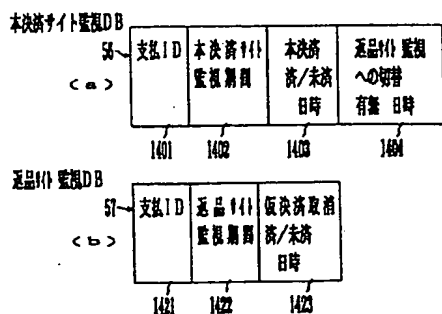 本決済サイト監視DB
56
<a>
支払ID
本決済サイト
監視期間
本決済
済/未済
日時
返品サイト監視
への切替
有無 日時
1401
1402
1403
1404
返品サイト監視DB
57
<b>
支払ID
返品サイト
監視期間
仮決済取消
済/未済
日時
1421
1422
1423